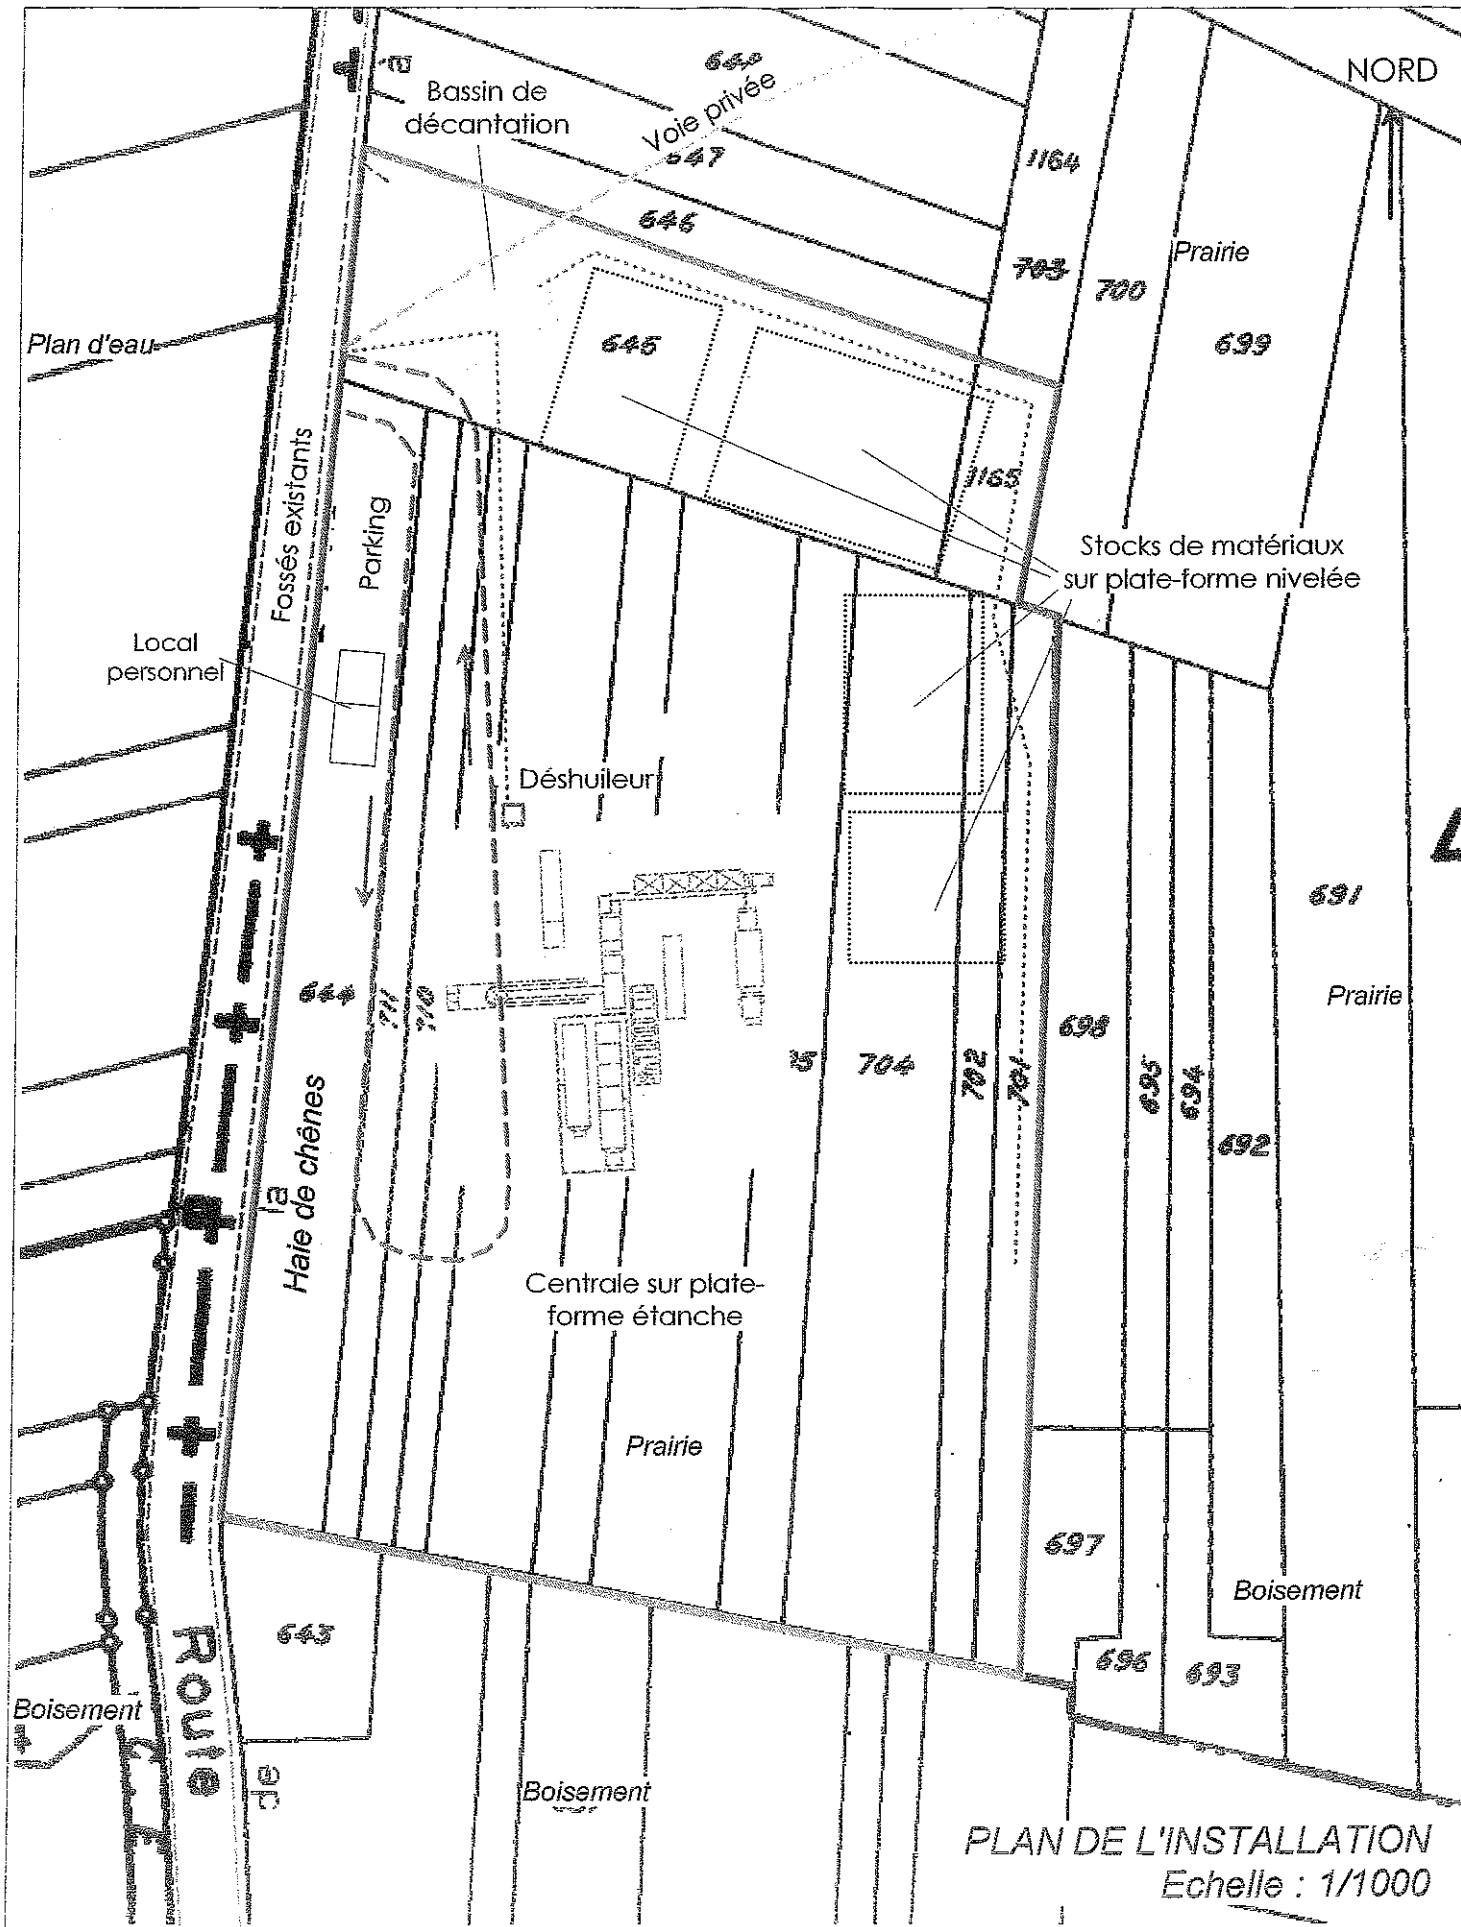 NORD
à
Bassin de
décantation
Voie privée
647
646
1164
703
700
Prairie
699
Plan d'eau
645
1165
Fossés existants
Parking
Stocks de matériaux
sur plate-forme nivelée
Local
personnel
Déshuileur
691
Prairie
644
711
710
704
702
701
698
695
694
692
la
Haie de chênes
Centrale sur plate-
forme étanche
Prairie
697
Boisement
643
696
693
Boisement
Route
de
Boisement
PLAN DE L'INSTALLATION
Echelle : 1/1000